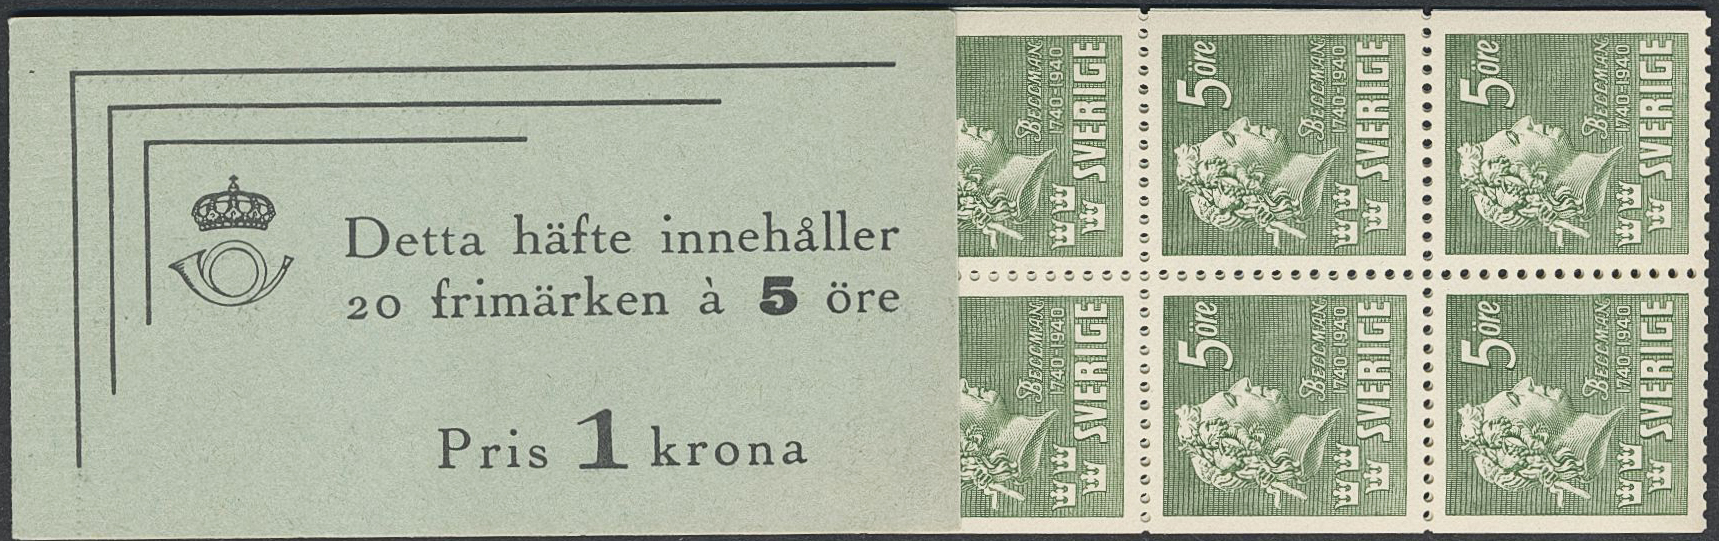 Detta häfte innehåller
20 frimärken à 5 öre
Pris 1 krona
BELLMAN
1740-1940
SVERIGE
5 öre
BELLMAN
1740-1940
SVERIGE
5 öre
BELLMAN
1740-1940
SVERIGE
BELLMAN
1740-1940
SVERIGE
5 öre
BELLMAN
1740-1940
SVERIGE
5 öre
BELLMAN
1740-1940
SVERIGE